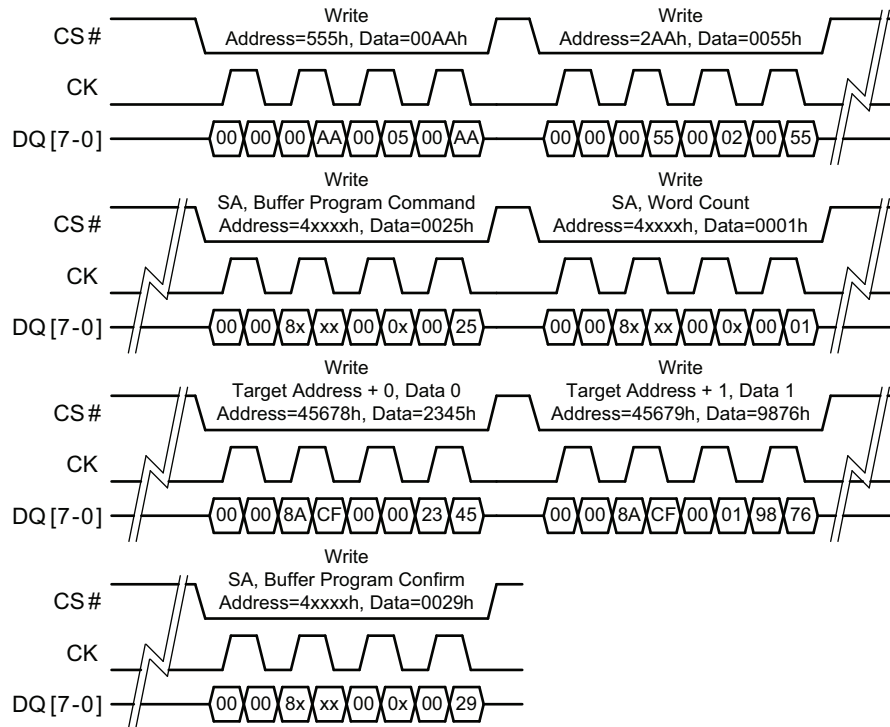 Write Write
CS# Address=555h, Data=00AAh Address=2AAh, Data=0055h
CK
DQ[7-0] 00 00 00 AA 00 05 00 AA 00 00 00 55 00 02 00 55
Write Write
SA, Buffer Program Command SA, Word Count
CS# Address=4xxxxh, Data=0025h Address=4xxxxh, Data=0001h
CK
DQ[7-0] 00 00 8x xx 00 0x 00 25 00 00 8x xx 00 0x 00 01
Write Write
Target Address + 0, Data 0 Target Address + 1, Data 1
CS# Address=45678h, Data=2345h Address=45679h, Data=9876h
CK
DQ[7-0] 00 00 8A CF 00 00 23 45 00 00 8A CF 00 01 98 76
Write
SA, Buffer Program Confirm
CS# Address=4xxxxh, Data=0029h
CK
DQ[7-0] 00 00 8x xx 00 0x 00 29